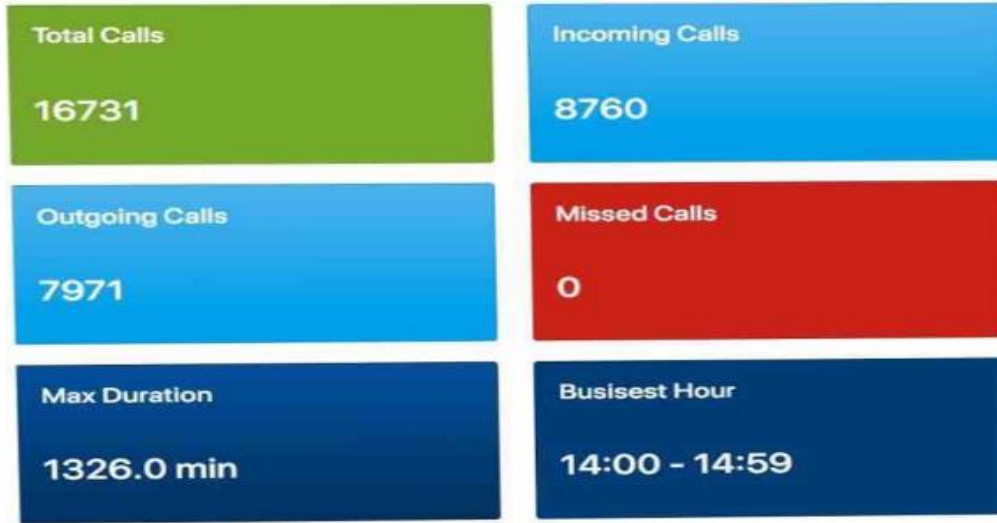 Total Calls
16731
Incoming Calls
8760
Outgoing Calls
7971
Missed Calls
0
Max Duration
1326.0 min
Busisest Hour
14:00 - 14:59